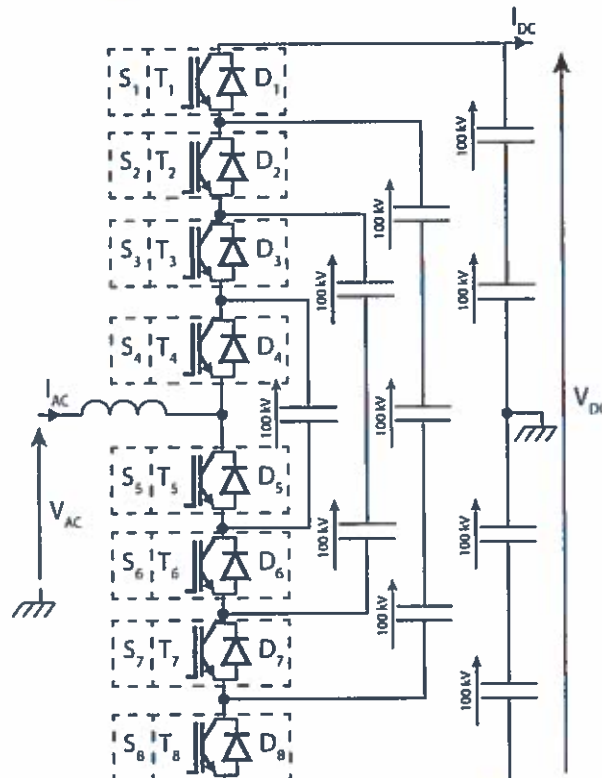 I_DC
S_1 T_1 D_1
100 kV
S_2 T_2 D_2
100 kV
S_3 T_3 D_3
100 kV
100 kV
S_4 T_4 D_4
I_AC
100 kV
100 kV
V_DC
V_AC
S_5 T_5 D_5
100 kV
100 kV
S_6 T_6 D_6
100 kV
S_7 T_7 D_7
100 kV
S_8 T_8 D_8